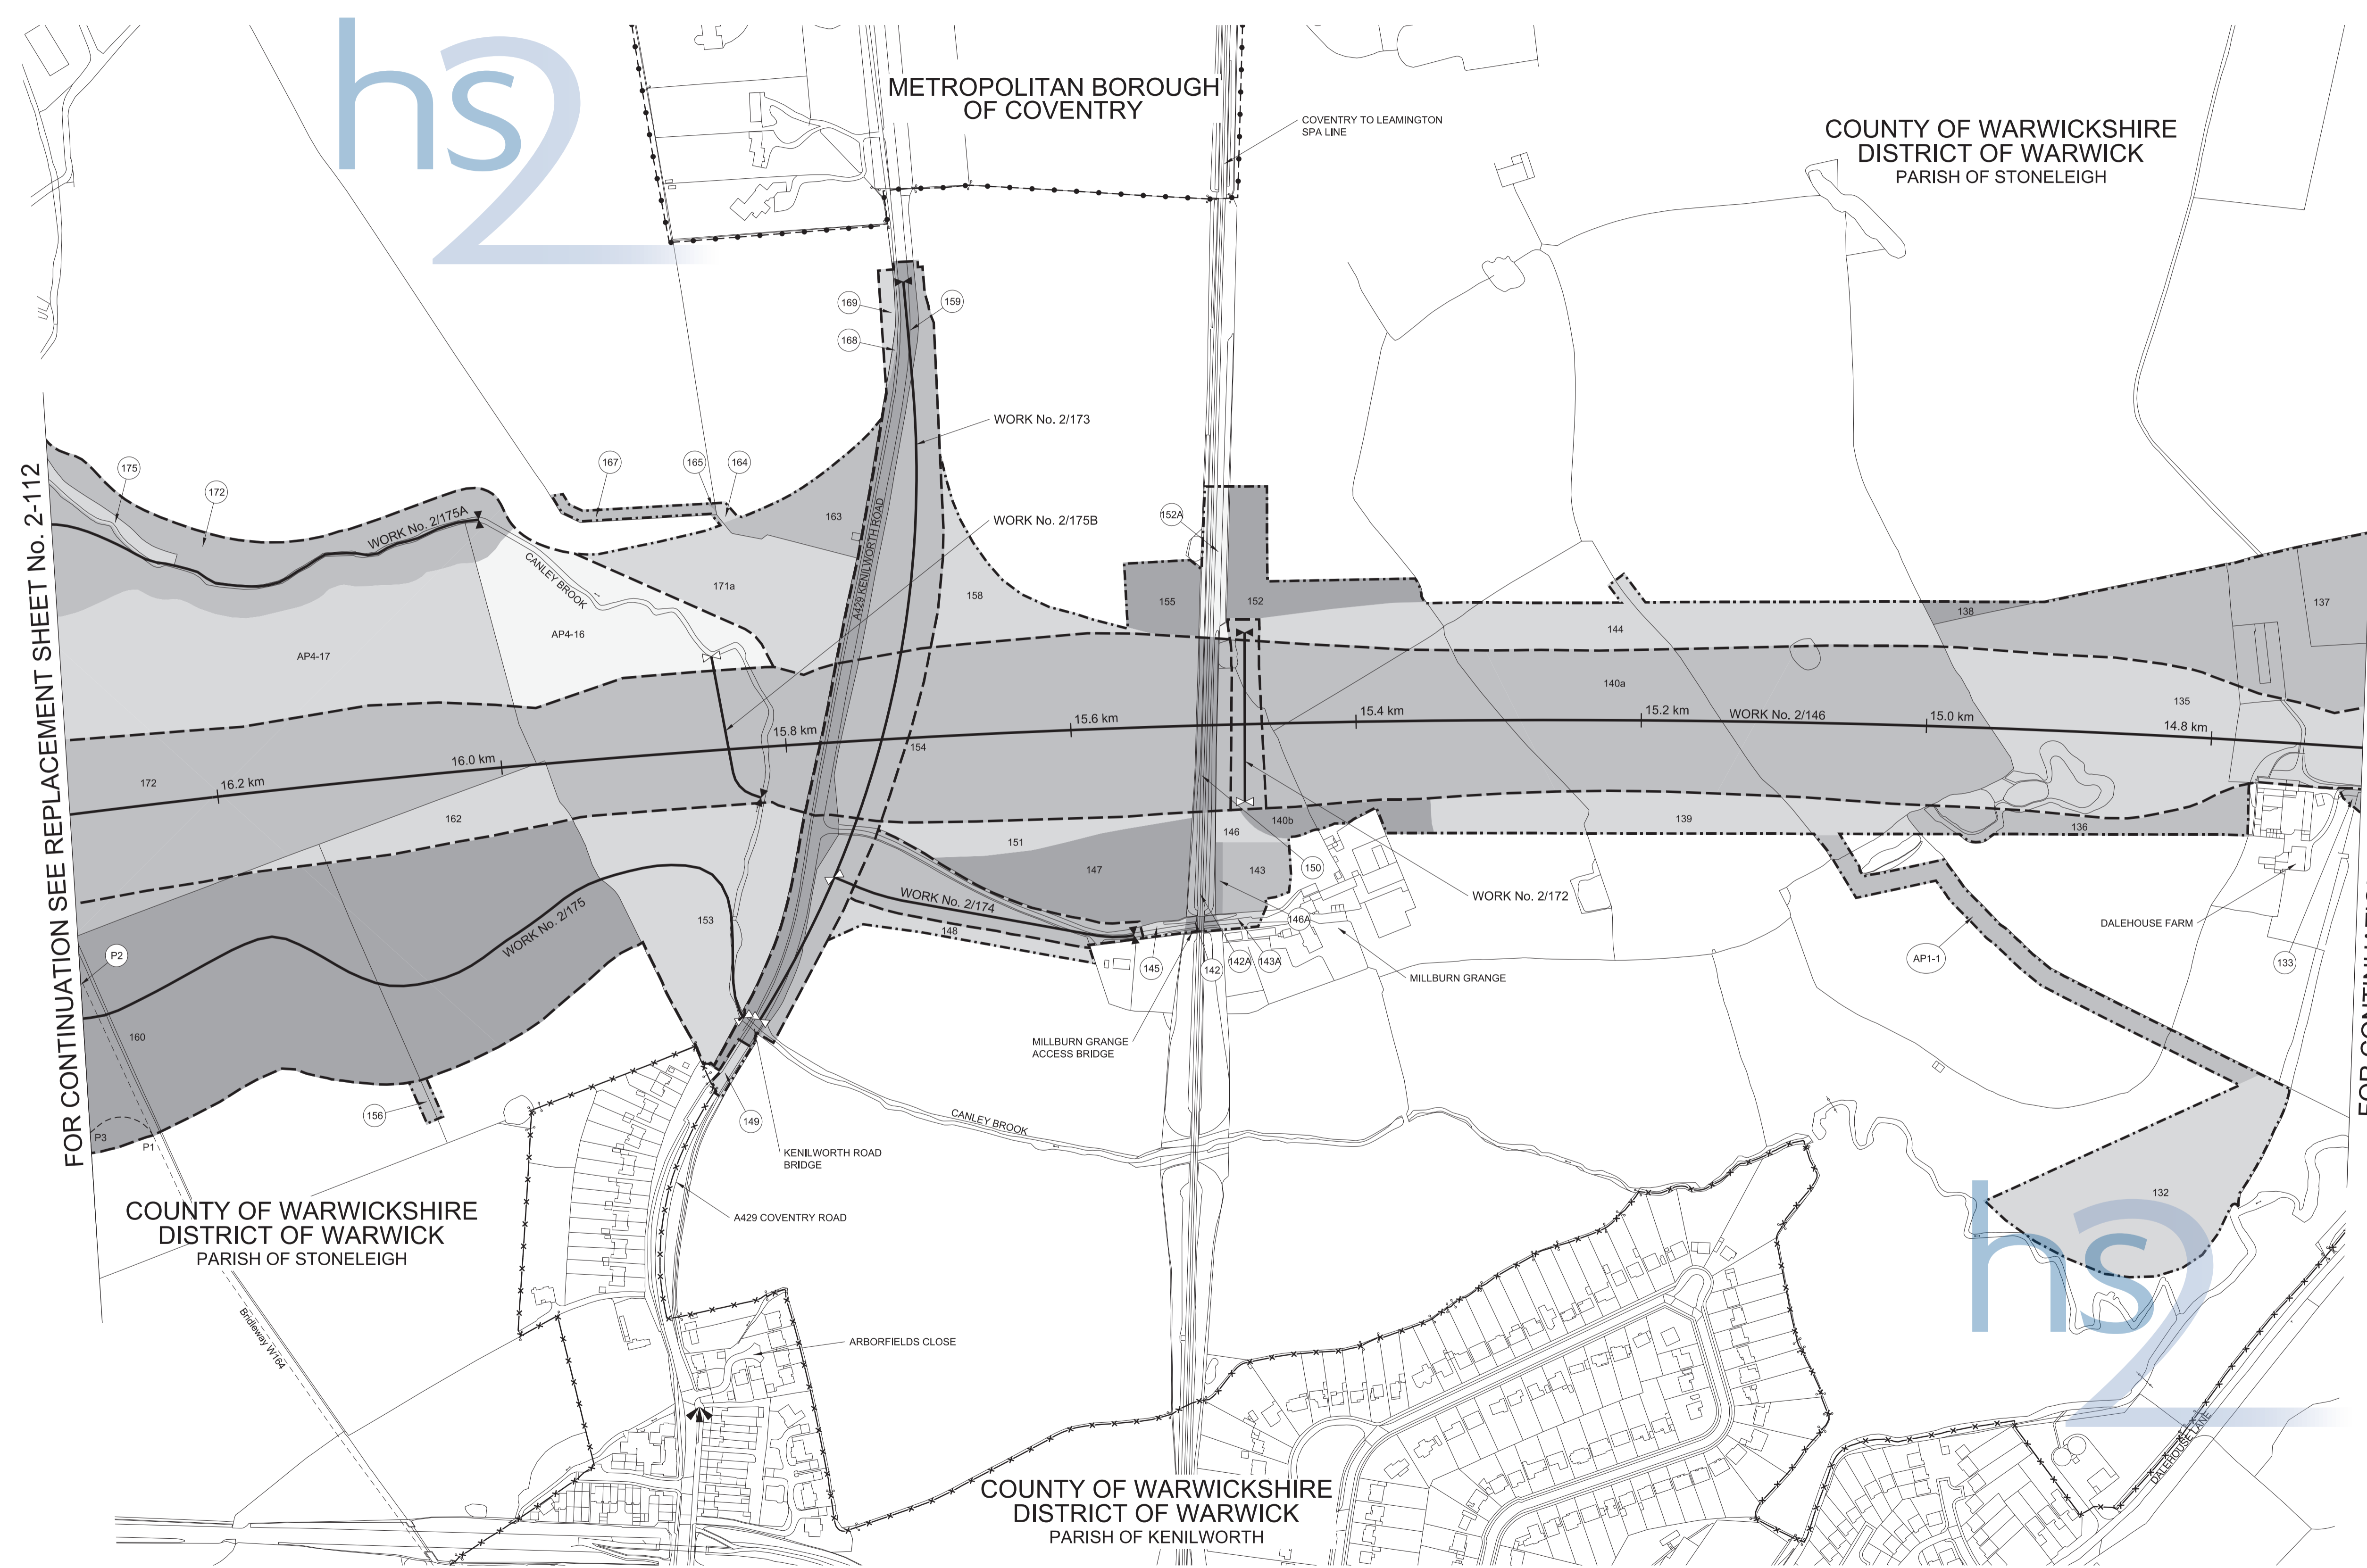 hs2
METROPOLITAN BOROUGH
OF COVENTRY
COVENTRY TO LEAMINGTON
SPA LINE
COUNTY OF WARWICKSHIRE
DISTRICT OF WARWICK
PARISH OF STONELEIGH
169
159
168
WORK No. 2/173
FOR CONTINUATION SEE REPLACEMENT SHEET No. 2-112
175
172
167
165
164
WORK No. 2/175A
163
A429 KENILWORTH ROAD
WORK No. 2/175B
152A
CANLEY BROOK
171a
158
155
152
138
137
144
AP4-16
AP4-17
140a
135
15.8 km
15.6 km
15.4 km
15.2 km
WORK No. 2/146
15.0 km
14.8 km
154
16.0 km
16.2 km
172
162
151
146
140b
139
136
147
143
150
WORK No. 2/175
153
WORK No. 2/174
WORK No. 2/172
148
146A
DALEHOUSE FARM
P2
145
142
142A
143A
AP1-1
133
MILLBURN GRANGE
160
MILLBURN GRANGE
ACCESS BRIDGE
156
149
CANLEY BROOK
P3
P1
KENILWORTH ROAD
BRIDGE
132
COUNTY OF WARWICKSHIRE
DISTRICT OF WARWICK
PARISH OF STONELEIGH
A429 COVENTRY ROAD
hs2
Bridleway W164
ARBORFIELDS CLOSE
DALEHOUSE LANE
COUNTY OF WARWICKSHIRE
DISTRICT OF WARWICK
PARISH OF KENILWORTH